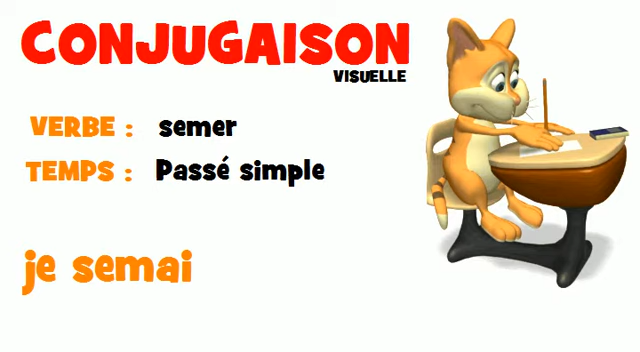 CONJUGAISON
VISUELLE
VERBE : semer
TEMPS : Passé simple
je semai